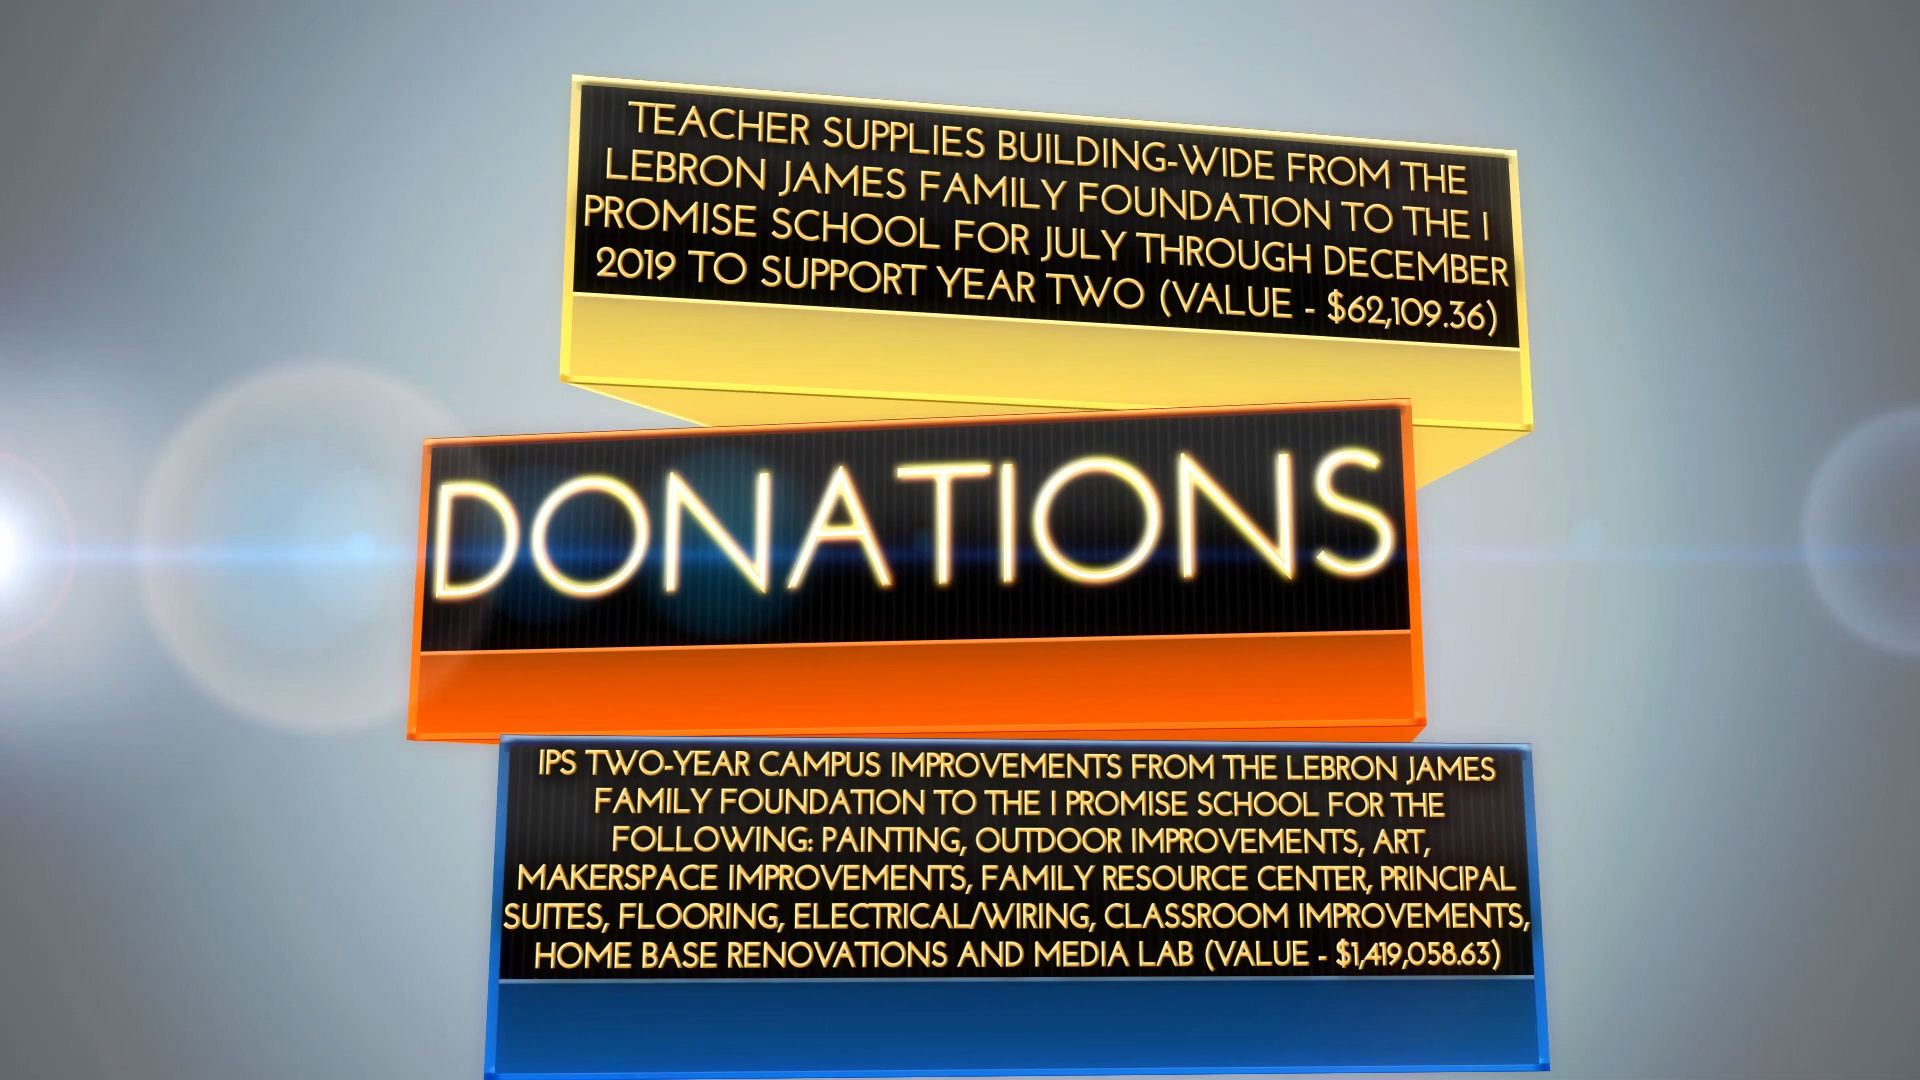 TEACHER SUPPLIES BUILDING-WIDE FROM THE
LEBRON JAMES FAMILY FOUNDATION TO THE I
PROMISE SCHOOL FOR JULY THROUGH DECEMBER
2019 TO SUPPORT YEAR TWO (VALUE - $62,109.36)
DONATIONS
IPS TWO-YEAR CAMPUS IMPROVEMENTS FROM THE LEBRON JAMES
FAMILY FOUNDATION TO THE I PROMISE SCHOOL FOR THE
FOLLOWING: PAINTING, OUTDOOR IMPROVEMENTS, ART,
MAKERSPACE IMPROVEMENTS, FAMILY RESOURCE CENTER, PRINCIPAL
SUITES, FLOORING, ELECTRICAL/WIRING, CLASSROOM IMPROVEMENTS,
HOME BASE RENOVATIONS AND MEDIA LAB (VALUE - $1,419,058.63)